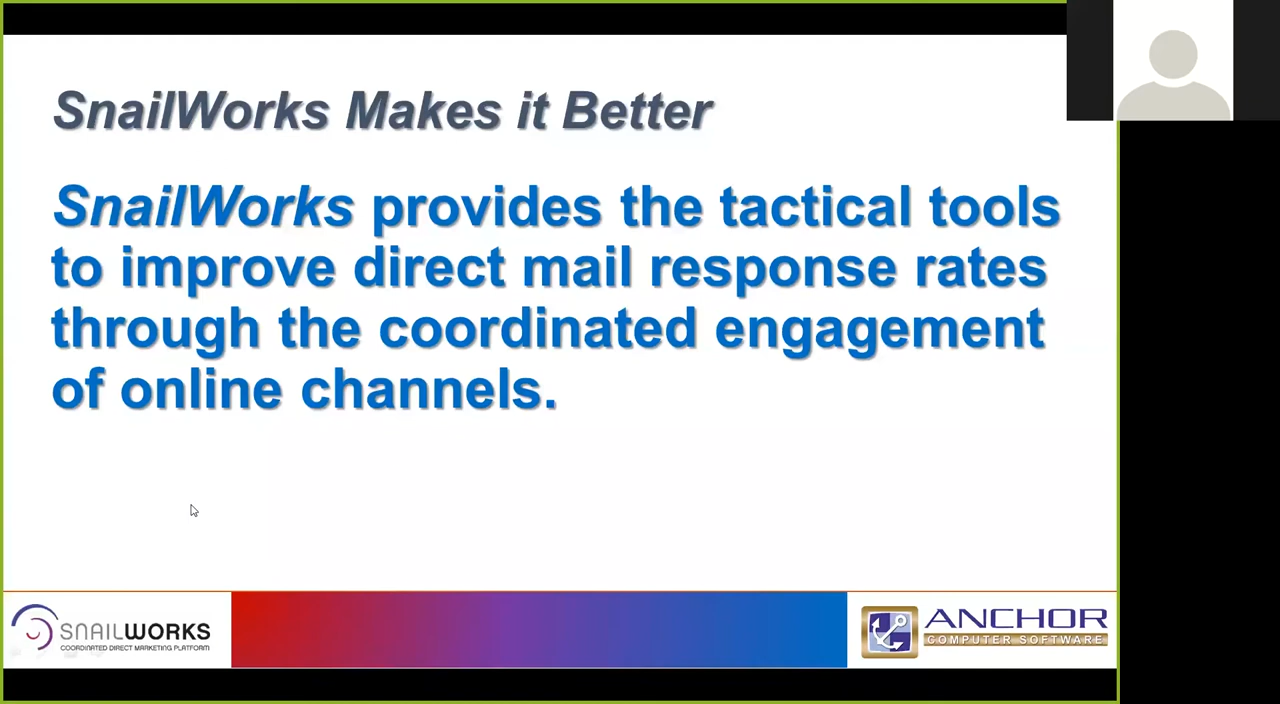 SnailWorks Makes it Better
SnailWorks provides the tactical tools
to improve direct mail response rates
through the coordinated engagement
of online channels.
SNAILWORKS
COORDINATED DIRECT MARKETING PLATFORM
ANCHOR
COMPUTER SOFTWARE